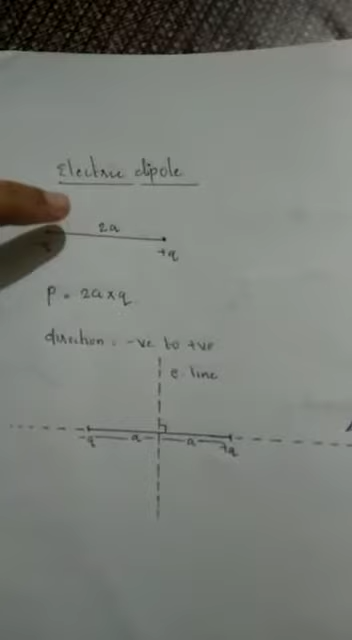 Electric dipole
2a
+q
P = 2a x q
direction : -ve to +ve
e. line
-q a a +q